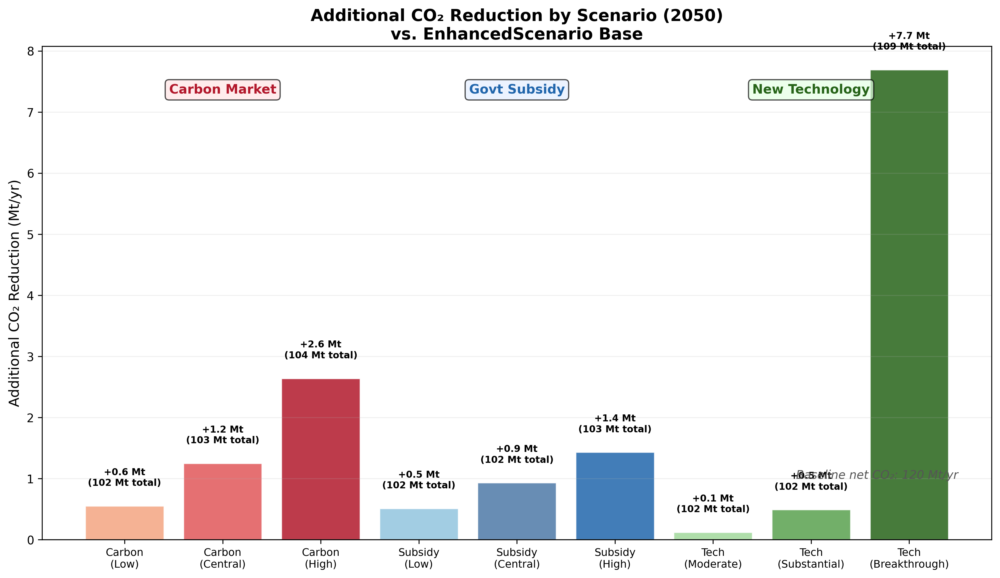 Additional CO₂ Reduction by Scenario (2050)
vs. EnhancedScenario Base
+7.7 Mt
(109 Mt total)
Carbon Market
Govt Subsidy
New Technology
Additional CO₂ Reduction (Mt/yr)
8
7
6
5
4
3
2
1
0
+0.6 Mt
(102 Mt total)
+1.2 Mt
(103 Mt total)
+2.6 Mt
(104 Mt total)
+0.5 Mt
(102 Mt total)
+0.9 Mt
(102 Mt total)
+1.4 Mt
(103 Mt total)
+0.1 Mt
(102 Mt total)
+0.5 Mt
(102 Mt total)
Baseline net CO₂: 120 Mt/yr
Carbon
(Low)
Carbon
(Central)
Carbon
(High)
Subsidy
(Low)
Subsidy
(Central)
Subsidy
(High)
Tech
(Moderate)
Tech
(Substantial)
Tech
(Breakthrough)